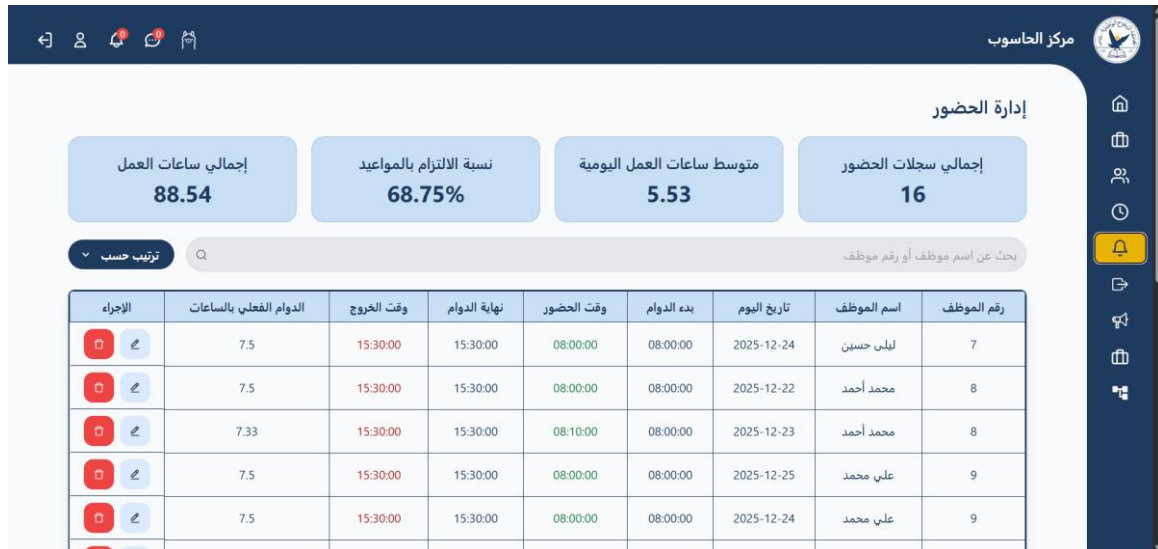 مركز الحاسوب
0 0
إدارة الحضور
إجمالي سجلات الحضور
16
متوسط ساعات العمل اليومية
5.53
نسبة الالتزام بالمواعيد
68.75%
إجمالي ساعات العمل
88.54
بحث عن اسم موظف أو رقم موظف
ترتيب حسب
رقم الموظف اسم الموظف تاريخ اليوم بدء الدوام وقت الحضور نهاية الدوام وقت الخروج الدوام الفعلي بالساعات الإجراء
7 ليلى حسين 2025-12-24 08:00:00 08:00:00 15:30:00 15:30:00 7.5
8 محمد أحمد 2025-12-22 08:00:00 08:00:00 15:30:00 15:30:00 7.5
8 محمد أحمد 2025-12-23 08:00:00 08:10:00 15:30:00 15:30:00 7.33
9 علي محمد 2025-12-25 08:00:00 08:00:00 15:30:00 15:30:00 7.5
9 علي محمد 2025-12-24 08:00:00 08:00:00 15:30:00 15:30:00 7.5